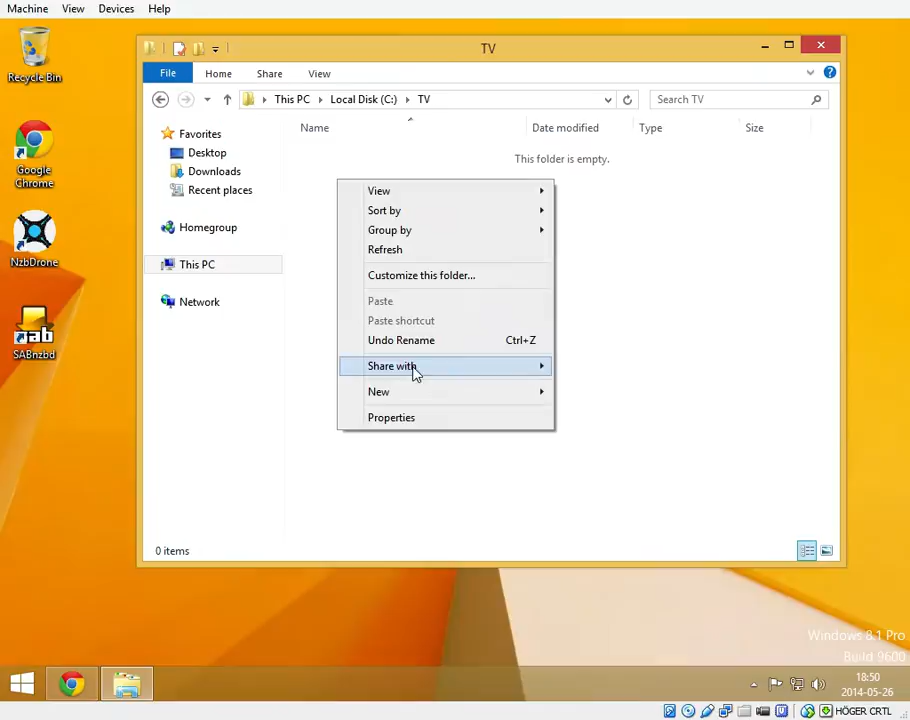 Machine View Devices Help
Recycle Bin
TV
File Home Share View
This PC Local Disk (C:) TV Search TV
Name Date modified Type Size
This folder is empty.
Favorites
Desktop
Downloads
Recent places
Homegroup
This PC
Network
Google
Chrome
NzbDrone
ab
SABnzbd
View
Sort by
Group by
Refresh
Customize this folder...
Paste
Paste shortcut
Undo Rename Ctrl+Z
Share with
New
Properties
0 items
Windows 8.1 Pro
Build 9600
18:50
2014-05-26
HÖGER CRTL